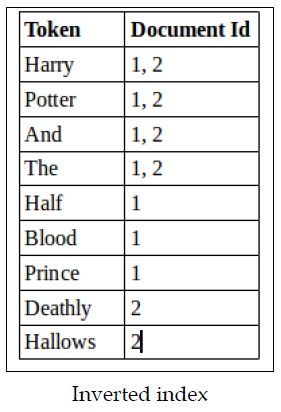 Token Document Id
Harry 1, 2
Potter 1, 2
And 1, 2
The 1, 2
Half 1
Blood 1
Prince 1
Deathly 2
Hallows 2
Inverted index